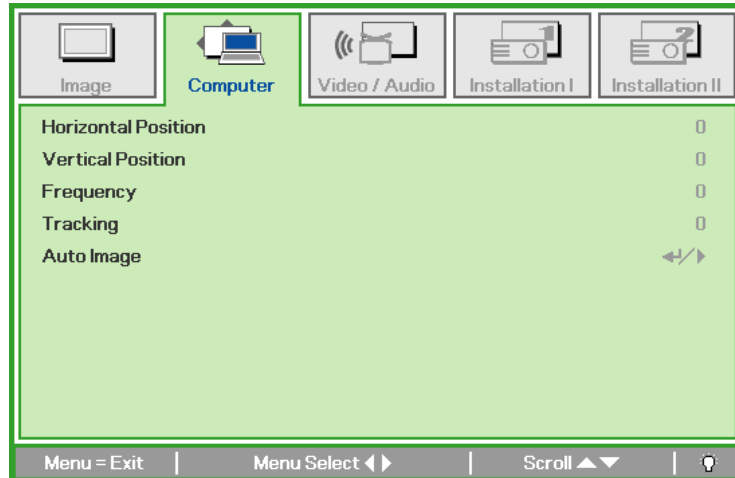 Image Computer Video / Audio Installation I Installation II
Horizontal Position 0
Vertical Position 0
Frequency 0
Tracking 0
Auto Image
Menu = Exit Menu Select Scroll